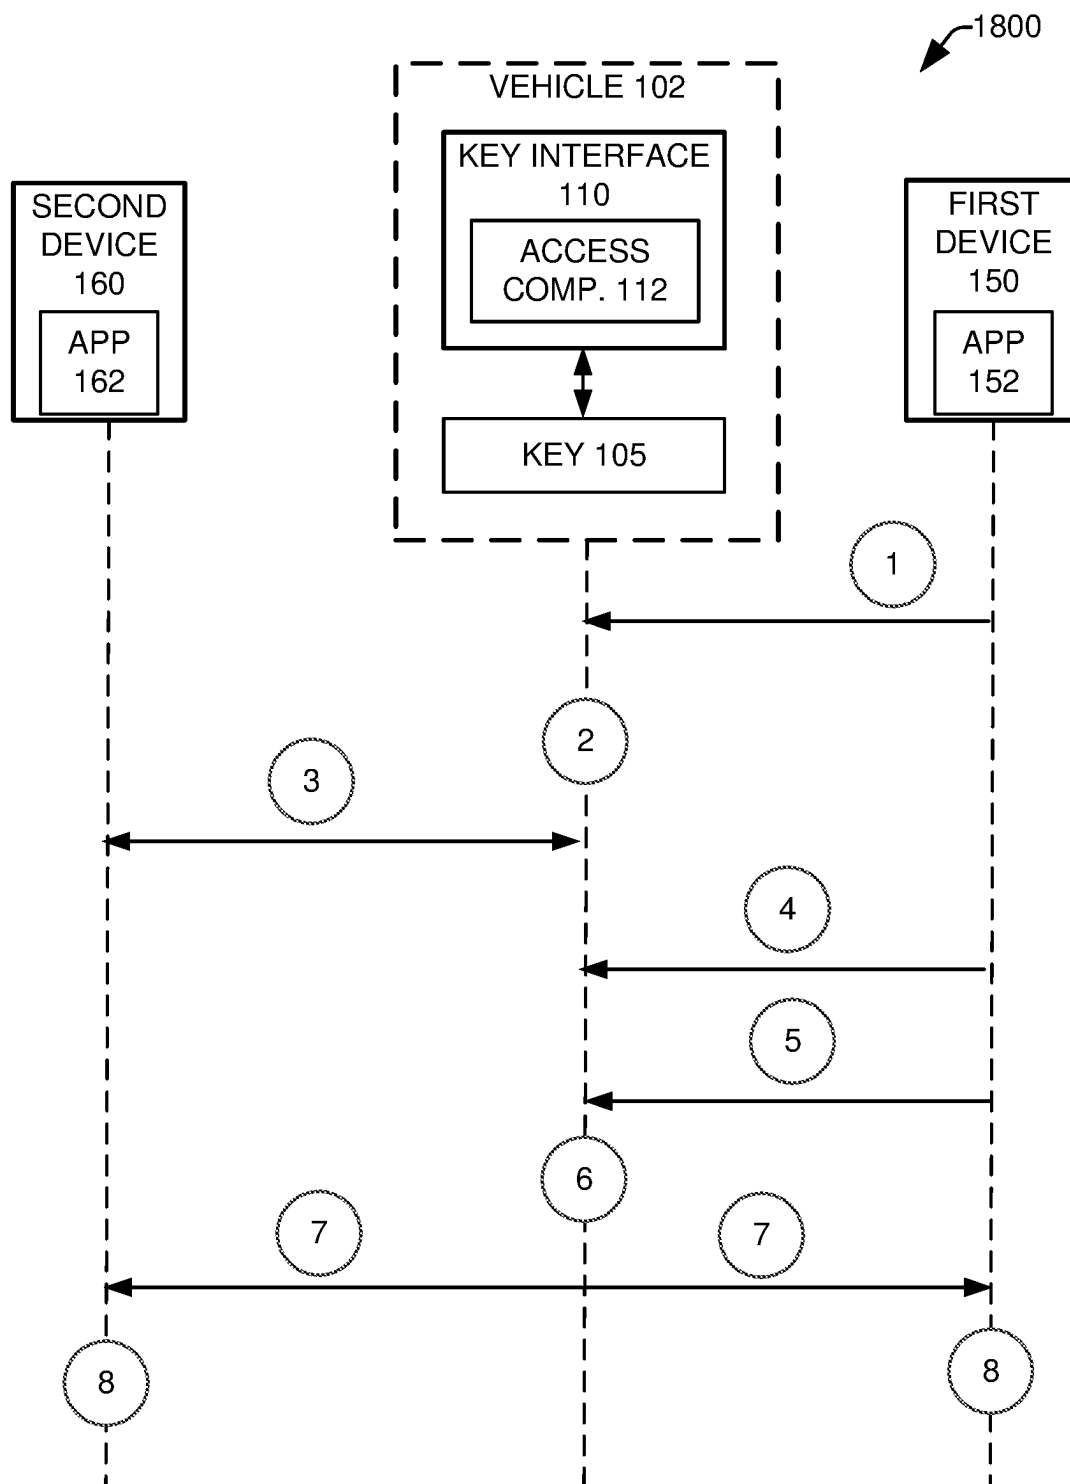 1800
VEHICLE 102
KEY INTERFACE
110
ACCESS
COMP. 112
KEY 105
SECOND
DEVICE
160
APP
162
FIRST
DEVICE
150
APP
152
1
2
3
4
5
6
7
7
8
8